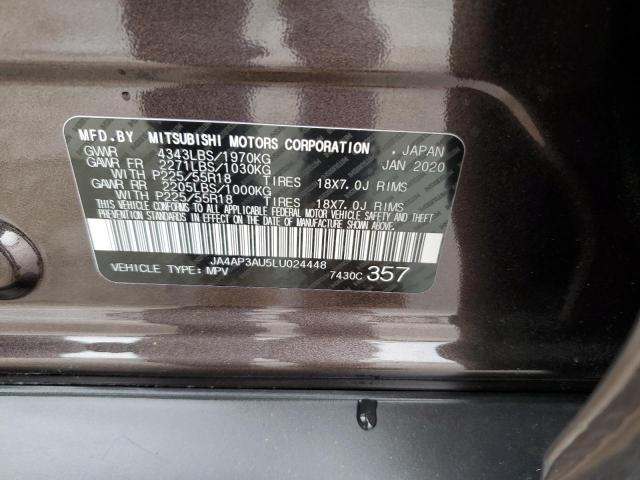 MFD.BY MITSUBISHI MOTORS CORPORATION . JAPAN
GVWR 4343LBS/1970KG JAN 2020
GAWR FR 2271LBS/1030KG
WITH P225/55R18 TIRES 18X7.0J RIMS
GAWR RR 2205LBS/1000KG
WITH P225/55R18 TIRES 18X7.0J RIMS
THIS VEHICLE CONFORMS TO ALL APPLICABLE FEDERAL MOTOR VEHICLE SAFETY AND THEFT
PREVENTION STANDARDS IN EFFECT ON THE DATE OF MANUFACTURE SHOWN ABOVE.
JA4AP3AU5LU024448
VEHICLE TYPE: MPV 7430C 357